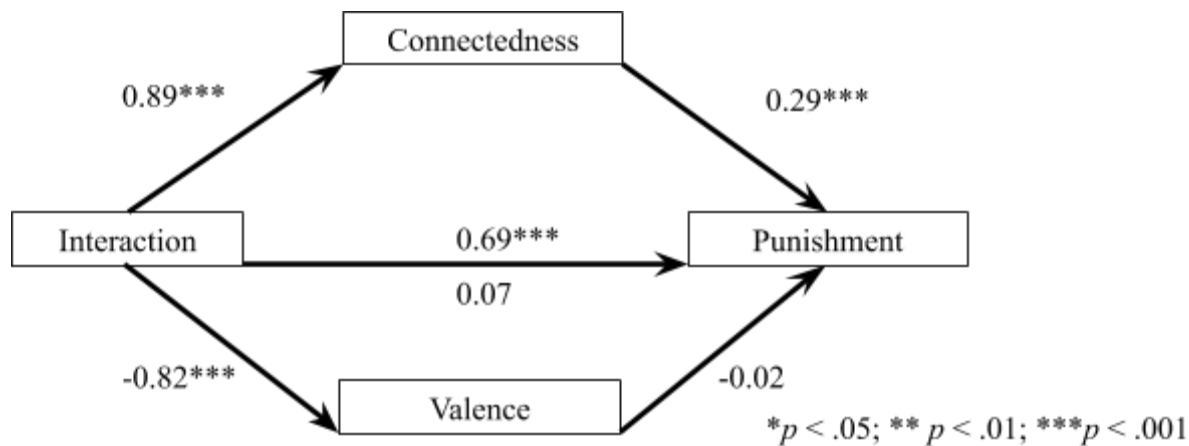 Connectedness
0.89***
0.29***
Interaction
0.69***
Punishment
0.07
-0.82***
-0.02
Valence
*p < .05; ** p < .01; ***p < .001